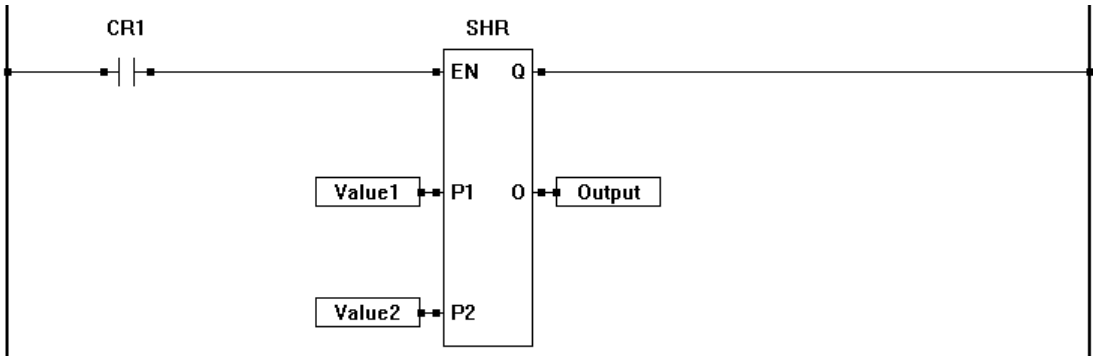 CR1 SHR
EN Q
Value1 P1 O Output
Value2 P2